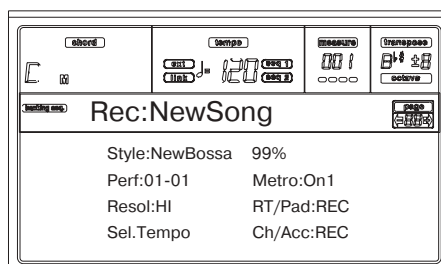 chord tempo measure transpose
C M ext link ♩= 120 seq 1 seq 2 001 B♭♯ ±8
octave
backing seq. Rec:NewSong page
Style:NewBossa 99%
Perf:01-01 Metro:On1
Resol:HI RT/Pad:REC
Sel.Tempo Ch/Acc:REC